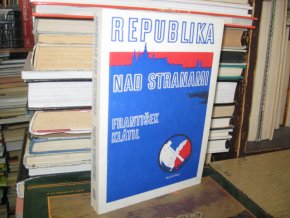 REPUBLIKA
NAD STRANAMI
FRANTIŠEK
KLÁTIL